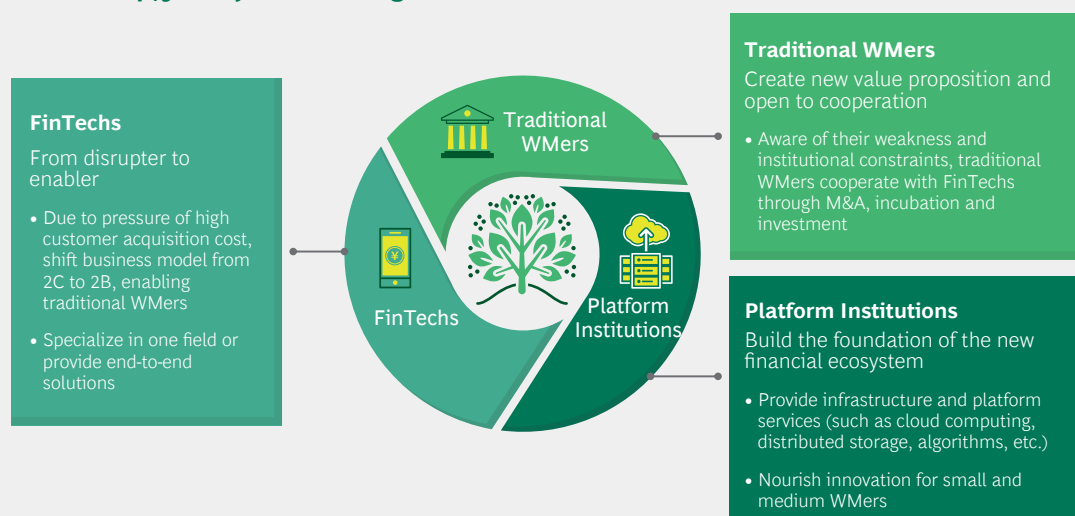 FinTechs
From disrupter to
enabler
• Due to pressure of high
customer acquisition cost,
shift business model from
2C to 2B, enabling
traditional WMers
• Specialize in one field or
provide end-to-end
solutions
Traditional
WMers
¥
FinTechs
Platform
Institutions
Traditional WMers
Create new value proposition and
open to cooperation
• Aware of their weakness and
institutional constraints, traditional
WMers cooperate with FinTechs
through M&A, incubation and
investment
Platform Institutions
Build the foundation of the new
financial ecosystem
• Provide infrastructure and platform
services (such as cloud computing,
distributed storage, algorithms, etc.)
• Nourish innovation for small and
medium WMers